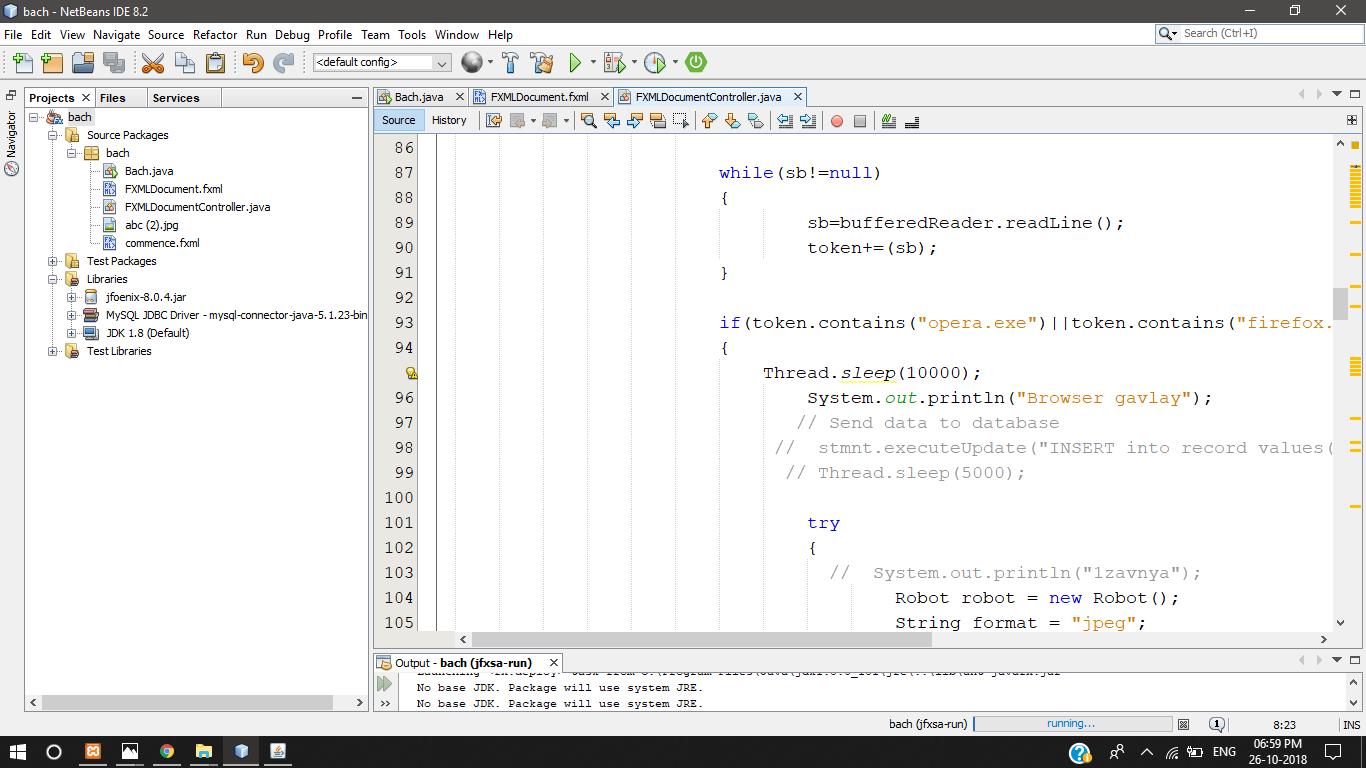 bach - NetBeans IDE 8.2
File Edit View Navigate Source Refactor Run Debug Profile Team Tools Window Help
Search (Ctrl+I)
<default config>
Projects Files Services
Navigator
bach
Source Packages
bach
Bach.java
FXMLDocument.fxml
FXMLDocumentController.java
abc (2).jpg
commence.fxml
Test Packages
Libraries
jfoenix-8.0.4.jar
MySQL JDBC Driver - mysql-connector-java-5.1.23-bin
JDK 1.8 (Default)
Test Libraries
Bach.java FXMLDocument.fxml FXMLDocumentController.java
Source History
86
87 while(sb!=null)
88 {
89 sb=bufferedReader.readLine();
90 token+=(sb);
91 }
92
93 if(token.contains("opera.exe")||token.contains("firefox.
94 {
Thread.sleep(10000);
96 System.out.println("Browser gavlay");
97 // Send data to database
98 // stmnt.executeUpdate("INSERT into record values(
99 // Thread.sleep(5000);
100
101 try
102 {
103 // System.out.println("1zavnya");
104 Robot robot = new Robot();
105 String format = "jpeg";
Output - bach (jfxsa-run)
No base JDK. Package will use system JRE.
No base JDK. Package will use system JRE.
bach (jfxsa-run) running... 1 8:23 INS
ENG 06:59 PM
26-10-2018